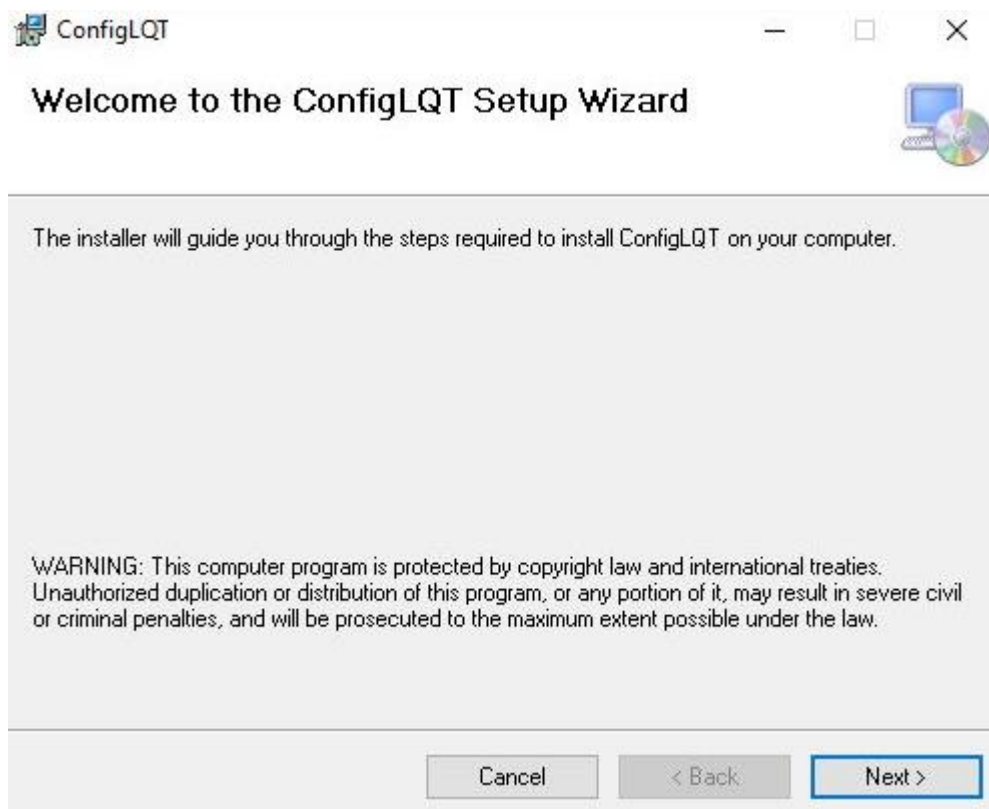 ConfigLQT
Welcome to the ConfigLQT Setup Wizard
The installer will guide you through the steps required to install ConfigLQT on your computer.
WARNING: This computer program is protected by copyright law and international treaties.
Unauthorized duplication or distribution of this program, or any portion of it, may result in severe civil
or criminal penalties, and will be prosecuted to the maximum extent possible under the law.
Cancel < Back Next >